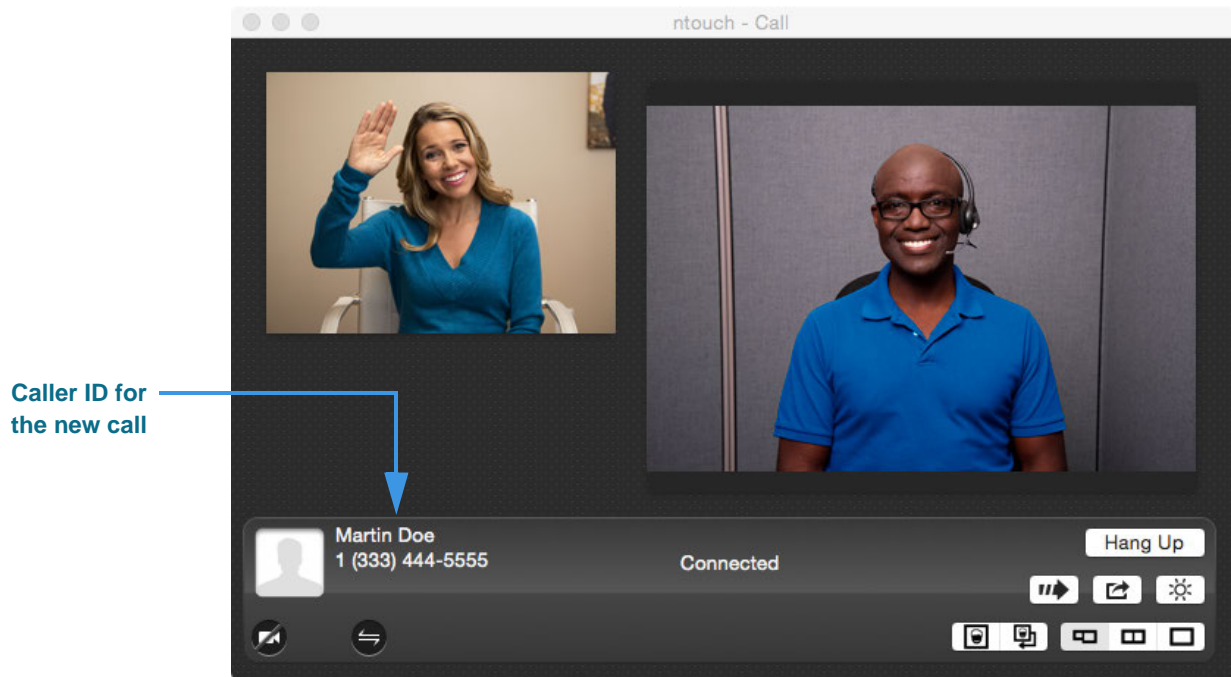 ntouch - Call
Caller ID for
the new call
Martin Doe
1 (333) 444-5555
Connected
Hang Up